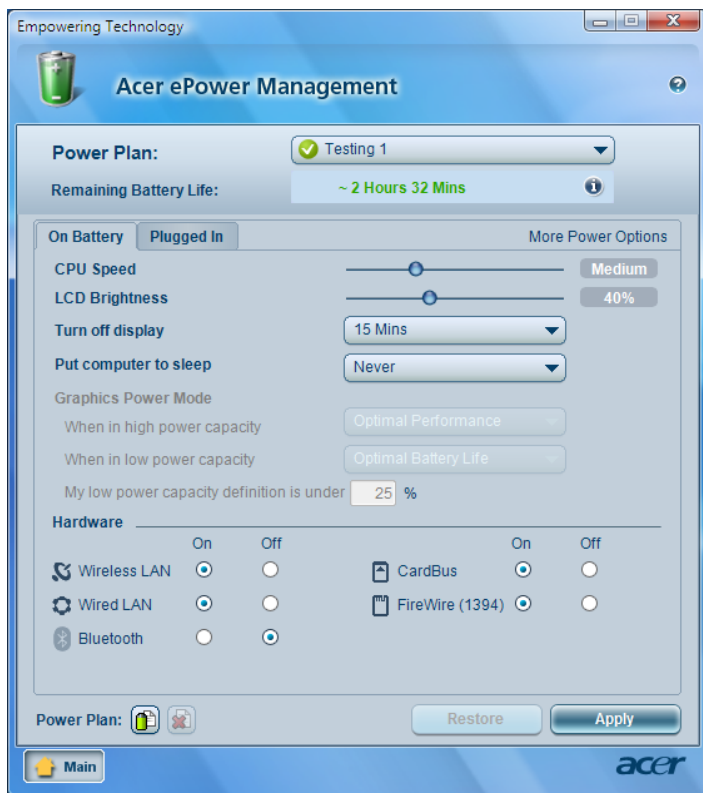 Empowering Technology
Acer ePower Management
Power Plan: Testing 1
Remaining Battery Life: ~ 2 Hours 32 Mins
On Battery Plugged In More Power Options
CPU Speed Medium
LCD Brightness 40%
Turn off display 15 Mins
Put computer to sleep Never
Graphics Power Mode
When in high power capacity Optimal Performance
When in low power capacity Optimal Battery Life
My low power capacity definition is under 25 %
Hardware
On Off On Off
Wireless LAN CardBus
Wired LAN FireWire (1394)
Bluetooth
Power Plan: Restore Apply
Main acer